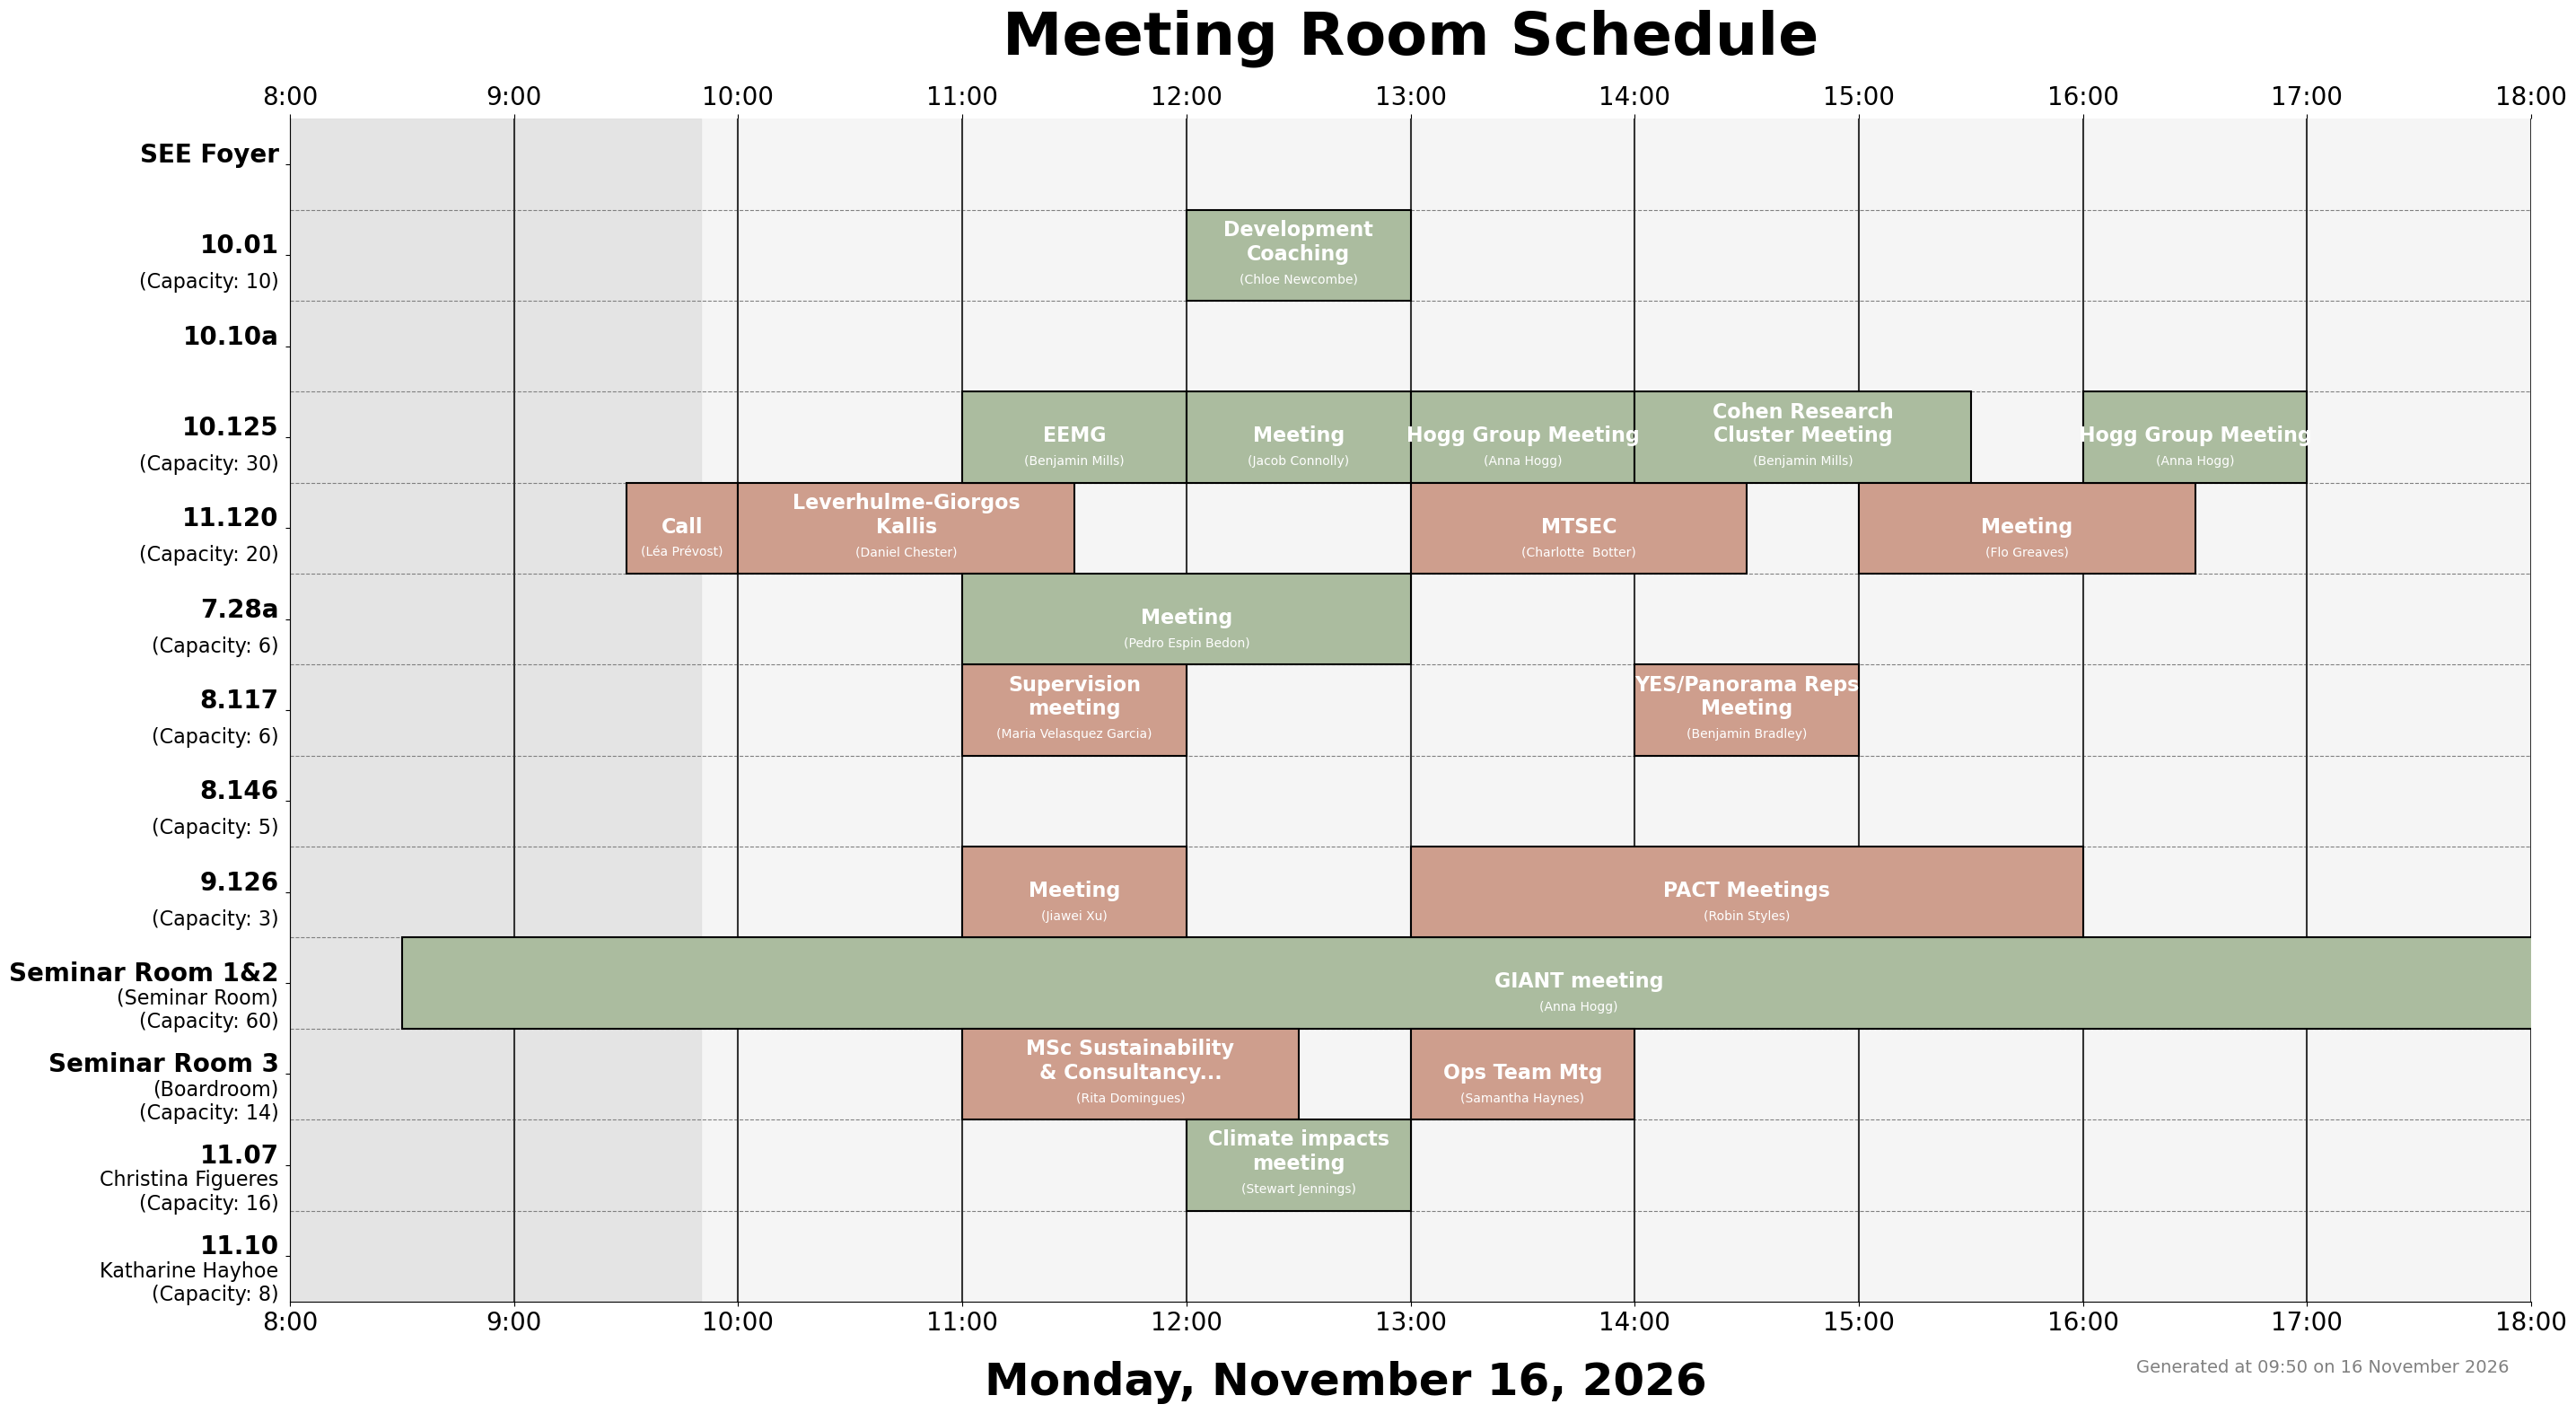 Meeting Room Schedule
8:00 9:00 10:00 11:00 12:00 13:00 14:00 15:00 16:00 17:00 18:00
SEE Foyer
10.01
(Capacity: 10)
Development
Coaching
(Chloe Newcombe)
10.10a
10.125
(Capacity: 30)
EEMG
(Benjamin Mills)
Meeting
(Jacob Connolly)
Hogg Group Meeting
(Anna Hogg)
Cohen Research
Cluster Meeting
(Benjamin Mills)
Hogg Group Meeting
(Anna Hogg)
11.120
(Capacity: 20)
Call
(Léa Prévost)
Leverhulme-Giorgos
Kallis
(Daniel Chester)
MTSEC
(Charlotte  Botter)
Meeting
(Flo Greaves)
7.28a
(Capacity: 6)
Meeting
(Pedro Espin Bedon)
8.117
(Capacity: 6)
Supervision
meeting
(Maria Velasquez Garcia)
YES/Panorama Reps
Meeting
(Benjamin Bradley)
8.146
(Capacity: 5)
9.126
(Capacity: 3)
Meeting
(Jiawei Xu)
PACT Meetings
(Robin Styles)
Seminar Room 1&2
(Seminar Room)
(Capacity: 60)
GIANT meeting
(Anna Hogg)
Seminar Room 3
(Boardroom)
(Capacity: 14)
MSc Sustainability
& Consultancy...
(Rita Domingues)
Ops Team Mtg
(Samantha Haynes)
11.07
Christina Figueres
(Capacity: 16)
Climate impacts
meeting
(Stewart Jennings)
11.10
Katharine Hayhoe
(Capacity: 8)
8:00 9:00 10:00 11:00 12:00 13:00 14:00 15:00 16:00 17:00 18:00
Monday, November 16, 2026
Generated at 09:50 on 16 November 2026